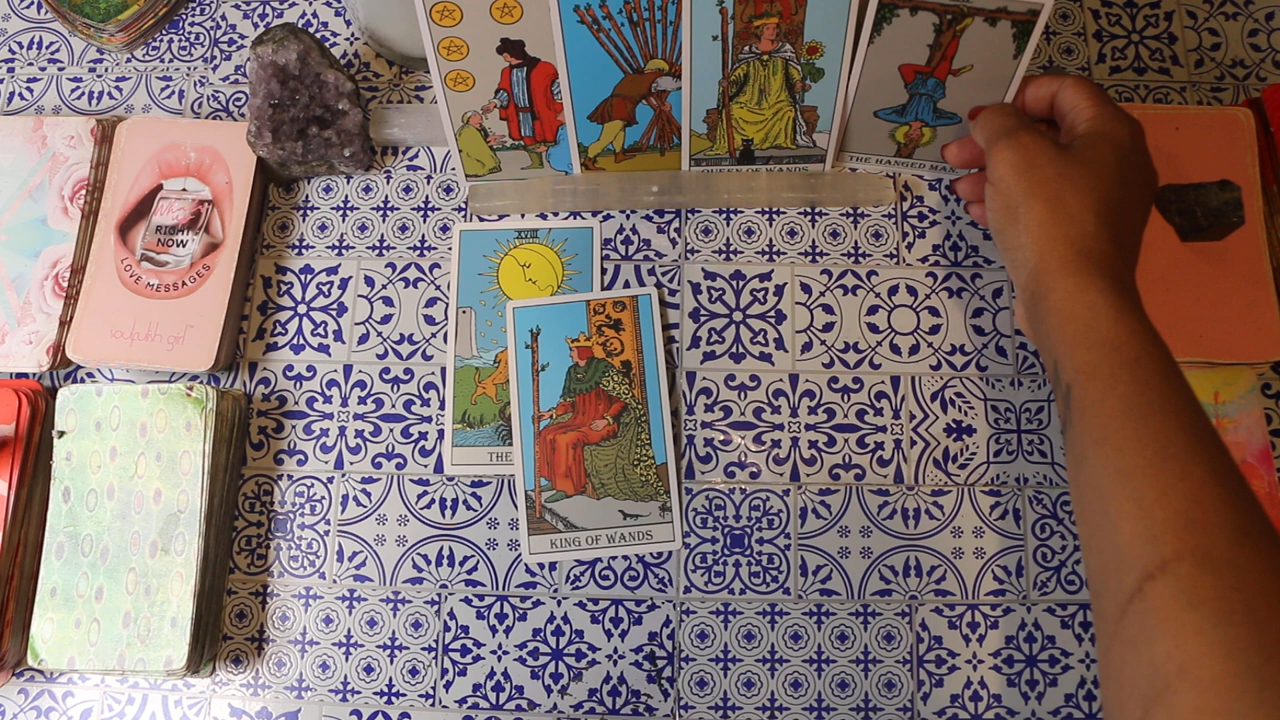 QUEEN OF WANDS
THE HANGED MAN
RIGHT
NOW
LOVE MESSAGES
soulpath girl
XVIII
THE
KING OF WANDS